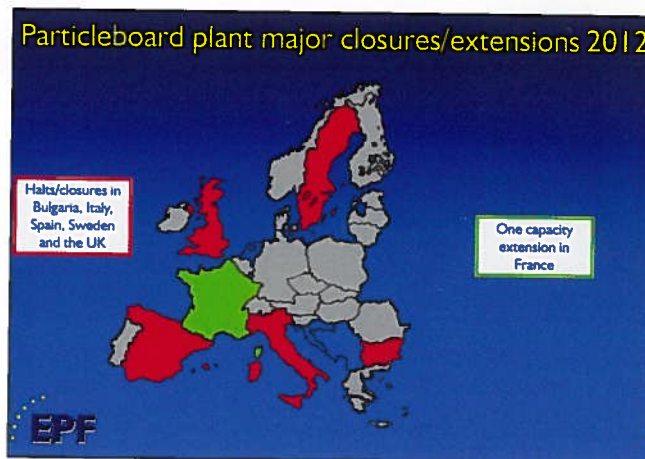 Particleboard plant major closures/extensions 2012
Halts/closures in
Bulgaria, Italy,
Spain, Sweden
and the UK
One capacity
extension in
France
EPF